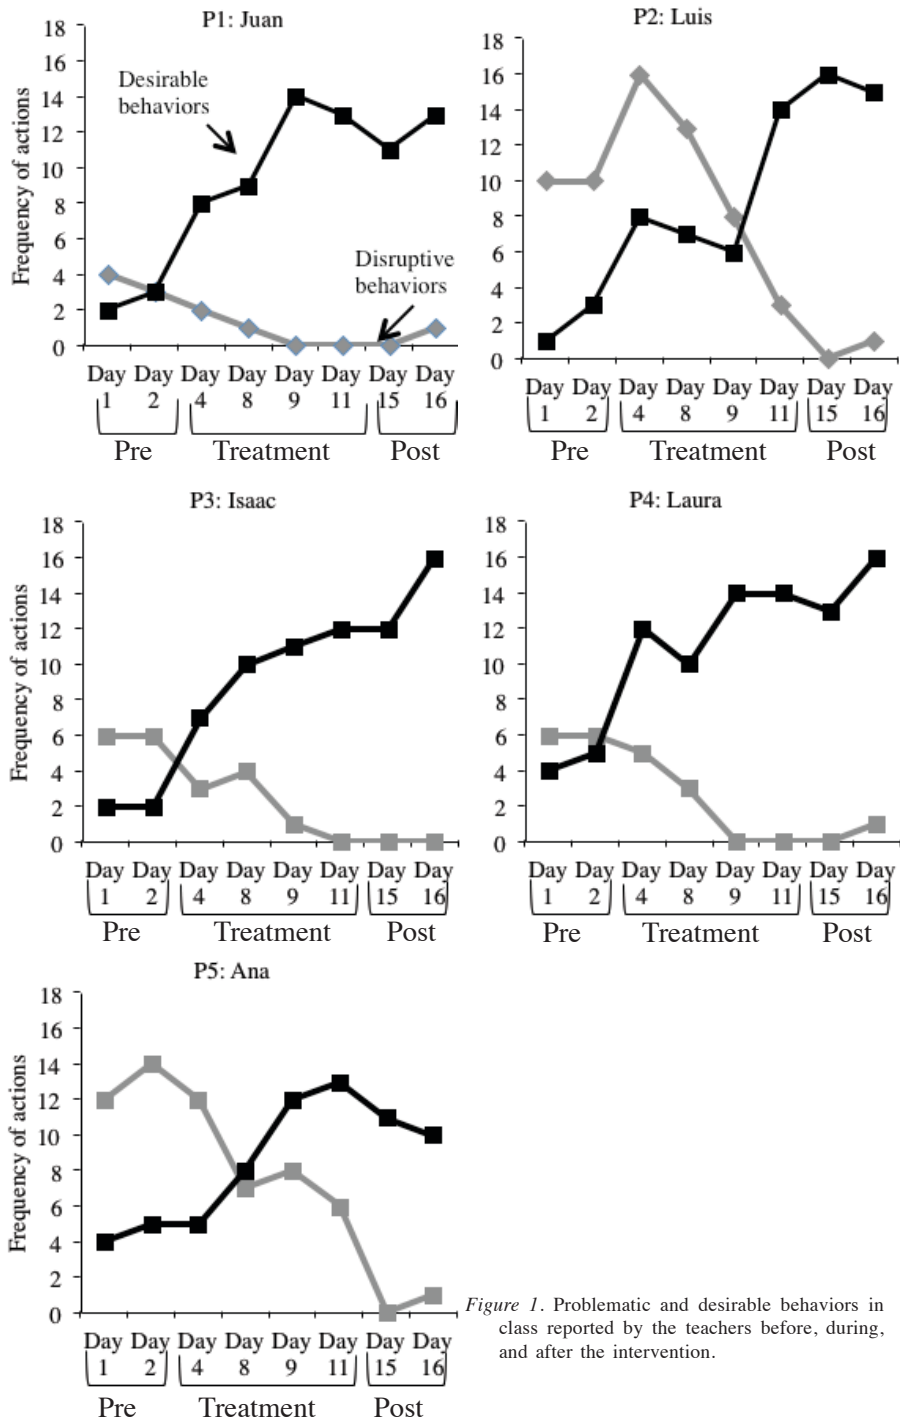 P1: Juan
18
16
14
12
10
8
6
4
2
0
Frequency of actions
Desirable
behaviors
Disruptive
behaviors
Day Day Day Day Day Day Day Day
1 2 4 8 9 11 15 16
Pre Treatment Post
P2: Luis
18
16
14
12
10
8
6
4
2
0
Day Day Day Day Day Day Day Day
1 2 4 8 9 11 15 16
Pre Treatment Post
P3: Isaac
18
16
14
12
10
8
6
4
2
0
Frequency of actions
Day Day Day Day Day Day Day Day
1 2 4 8 9 11 15 16
Pre Treatment Post
P4: Laura
18
16
14
12
10
8
6
4
2
0
Day Day Day Day Day Day Day Day
1 2 4 8 9 11 15 16
Pre Treatment Post
P5: Ana
18
16
14
12
10
8
6
4
2
0
Frequency of actions
Day Day Day Day Day Day Day Day
1 2 4 8 9 11 15 16
Pre Treatment Post
Figure 1. Problematic and desirable behaviors in
class reported by the teachers before, during,
and after the intervention.